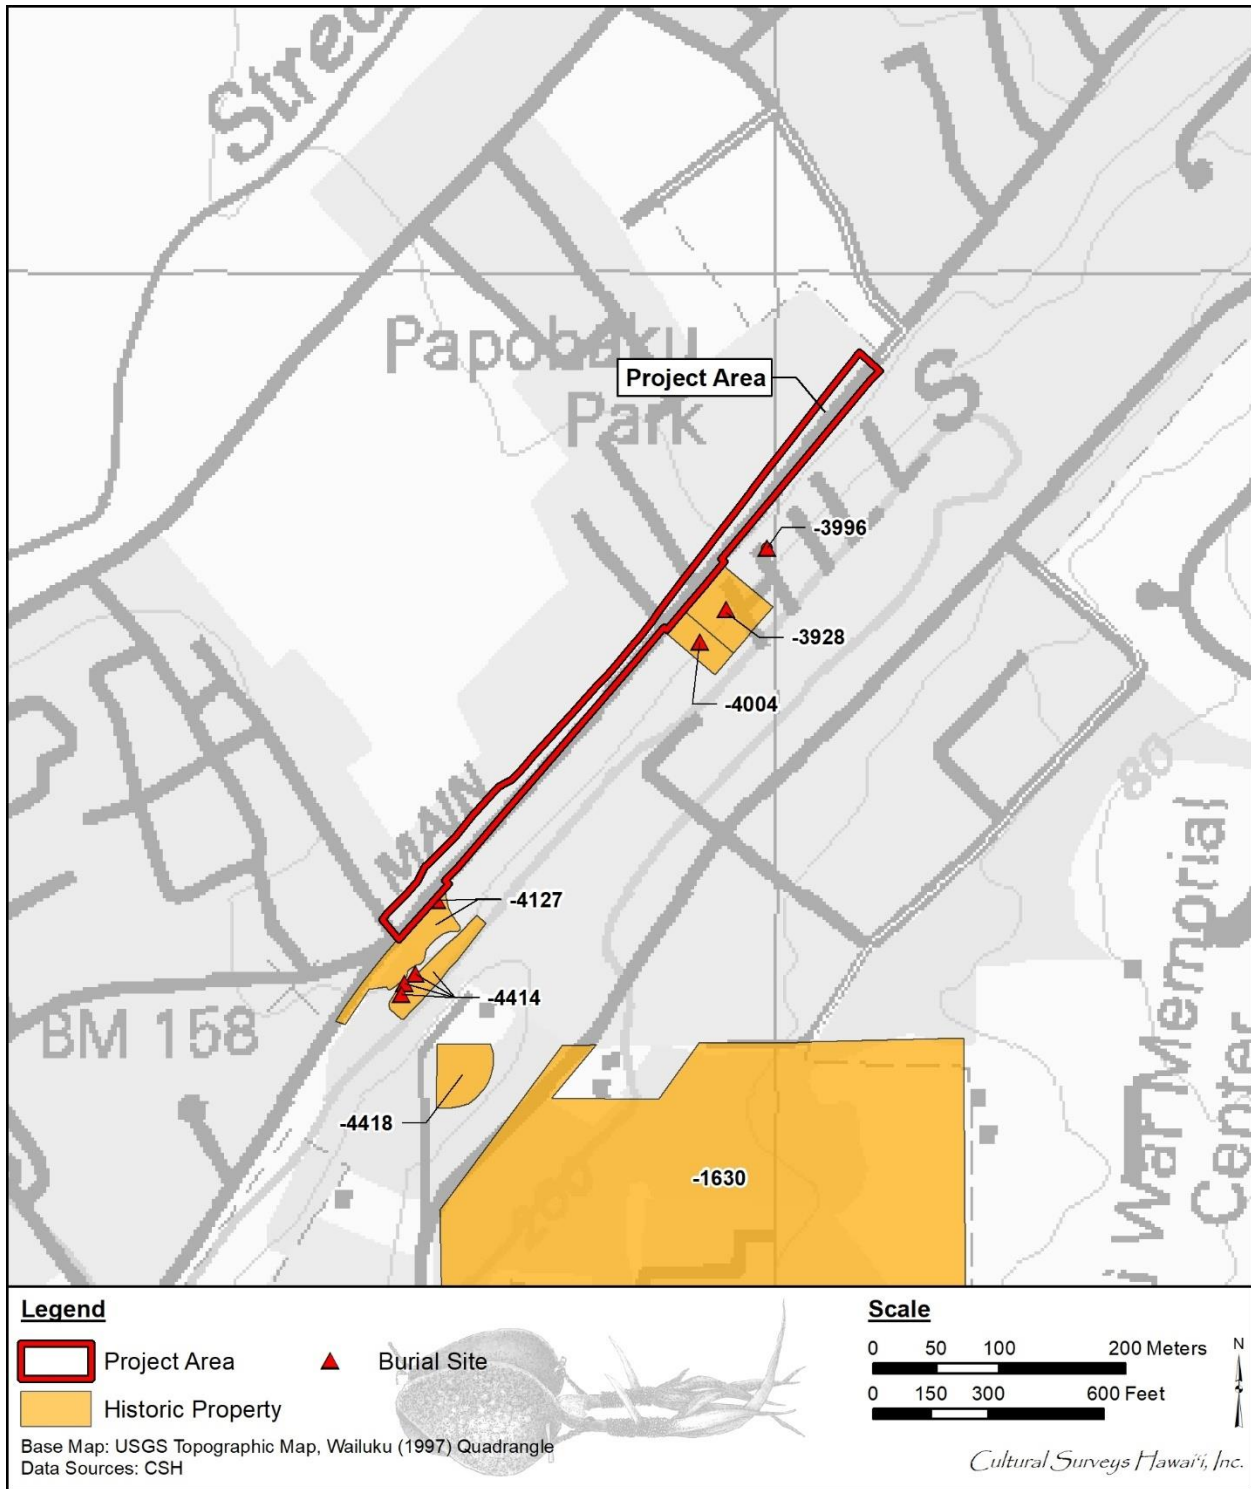 Strea
Papohaku
Park
Project Area
HILLS
-3996
-3928
-4004
80
MAIN
-4127
-4414
BM 158
-4418
200
-1630
i War Memorial
Center
Legend
Project Area
Burial Site
Historic Property
Base Map: USGS Topographic Map, Wailuku (1997) Quadrangle
Data Sources: CSH
Scale
0 50 100 200 Meters
0 150 300 600 Feet
N
Cultural Surveys Hawai‘i, Inc.